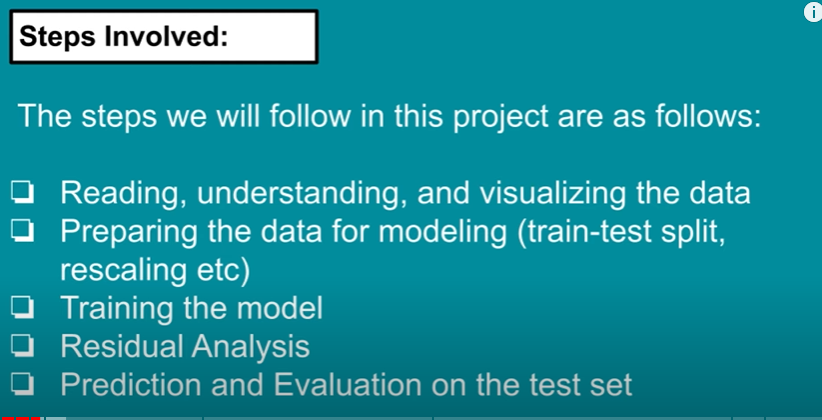 Steps Involved:
The steps we will follow in this project are as follows:
❏ Reading, understanding, and visualizing the data
❏ Preparing the data for modeling (train-test split,
rescaling etc)
❏ Training the model
❏ Residual Analysis
❏ Prediction and Evaluation on the test set